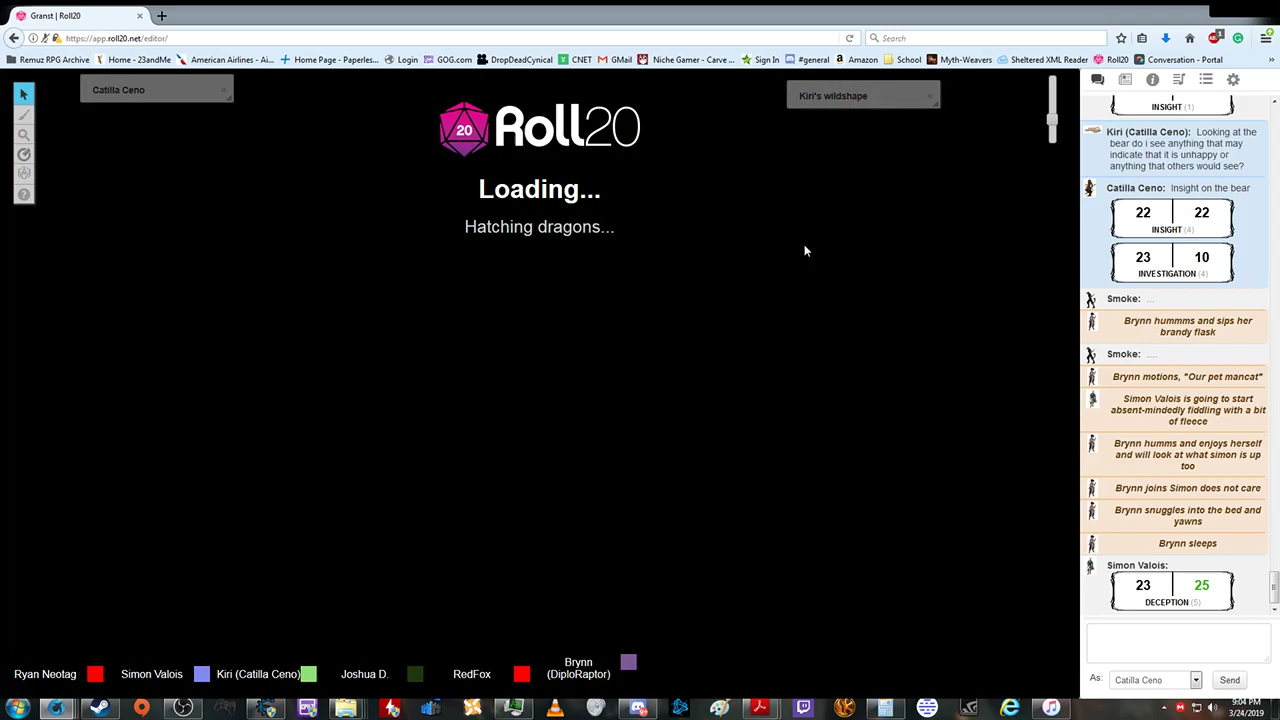 Granst | Roll20
https://app.roll20.net/editor/
Search
Remuz RPG Archive
Home - 23andMe
American Airlines - Ai...
Home Page - Paperless...
Login
GOG.com
DropDeadCynical
CNET
GMail
Niche Gamer - Carve ...
Sign In
#general
Amazon
School
Myth-Weavers
Sheltered XML Reader
Roll20
Conversation - Portal
Catilla Ceno
Kiri's wildshape
20 Roll20
Loading...
Hatching dragons...
INSIGHT (1)
Kiri (Catilla Ceno): Looking at the
bear do i see anything that may
indicate that it is unhappy or
anything that others would see?
Catilla Ceno: Insight on the bear
22 22
INSIGHT (4)
23 10
INVESTIGATION (4)
Smoke: ...
Brynn hummms and sips her
brandy flask
Smoke: ....
Brynn motions, "Our pet mancat"
Simon Valois is going to start
absent-mindedly fiddling with a bit
of fleece
Brynn humms and enjoys herself
and will look at what simon is up
too
Brynn joins Simon does not care
Brynn snuggles into the bed and
yawns
Brynn sleeps
Simon Valois:
23 25
DECEPTION (5)
As: Catilla Ceno Send
Ryan Neotag
Simon Valois
Kiri (Catilla Ceno)
Joshua D.
RedFox
Brynn
(DiploRaptor)
9:04 PM
3/24/2019